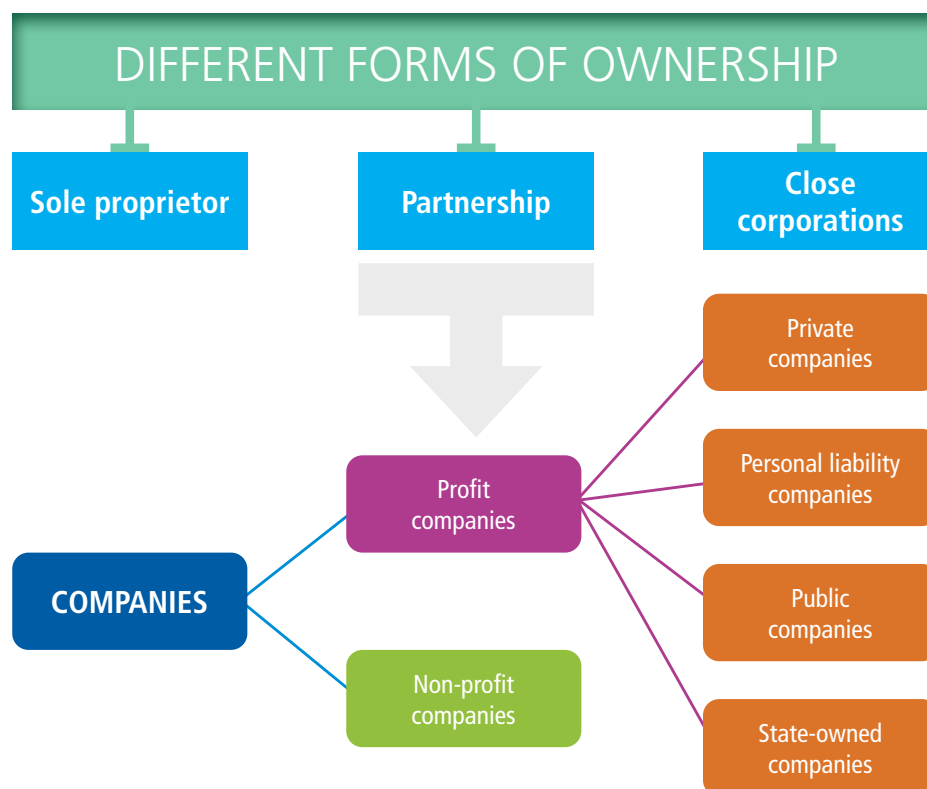 DIFFERENT FORMS OF OWNERSHIP
Sole proprietor
Partnership
Close
corporations
Private
companies
Personal liability
companies
Profit
companies
COMPANIES
Public
companies
Non-profit
companies
State-owned
companies